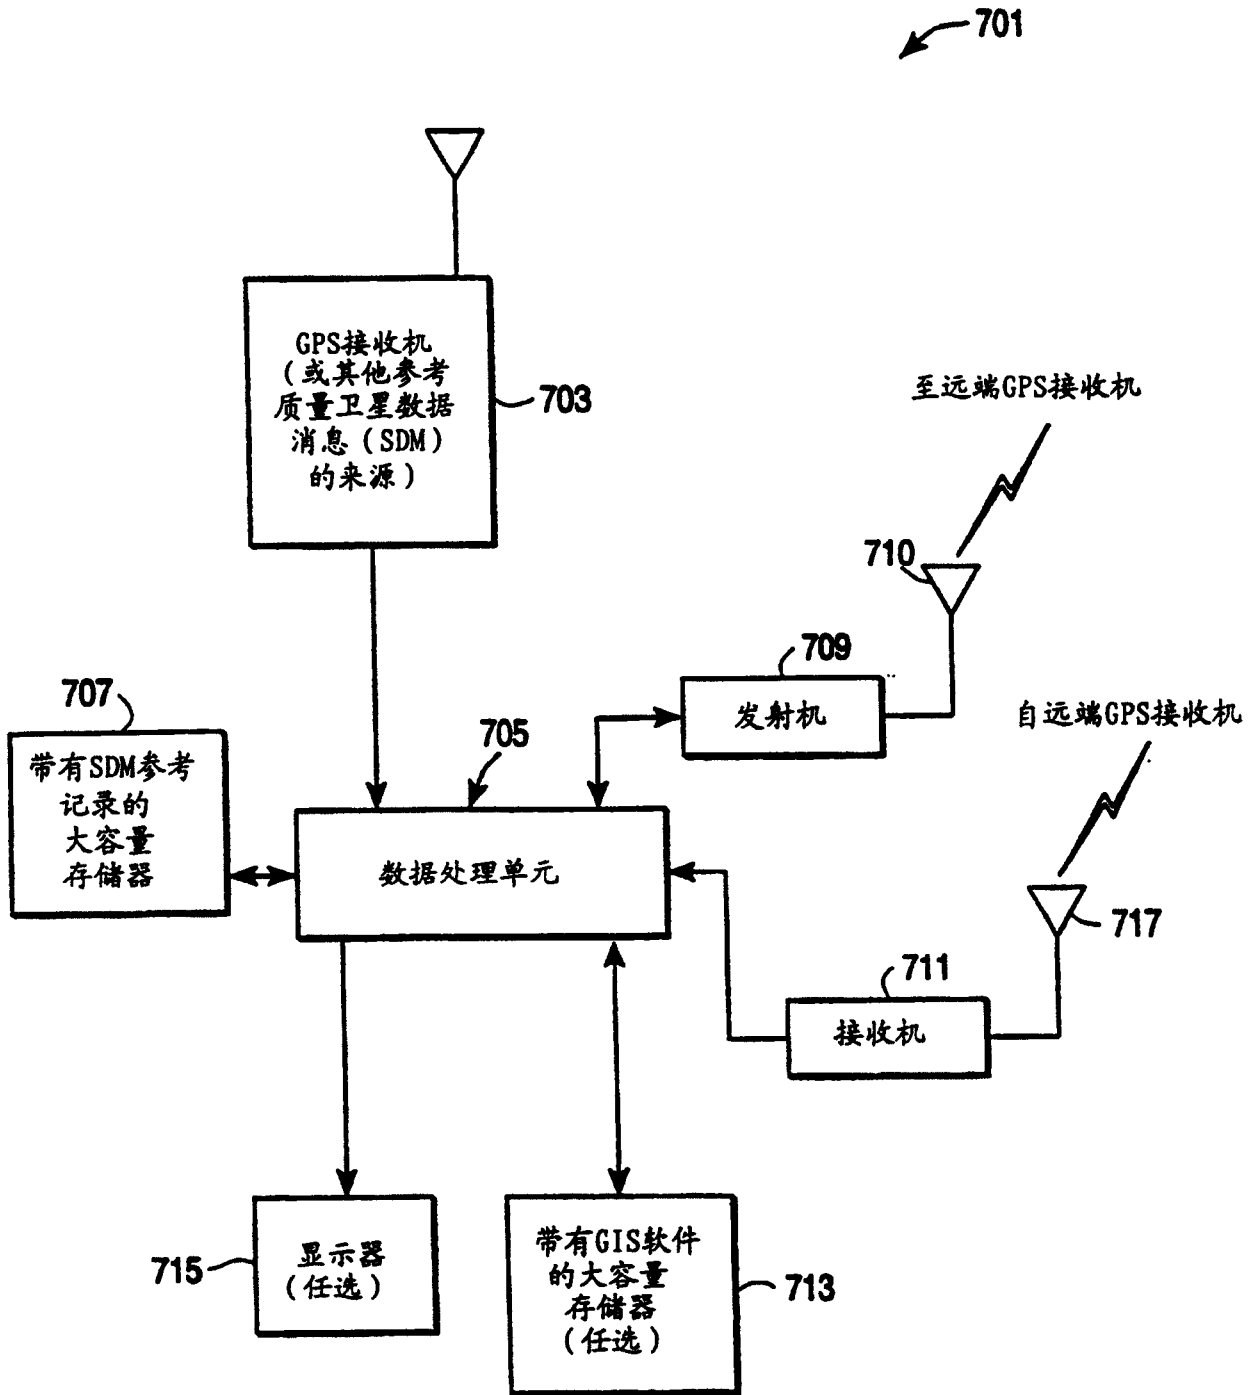 701
GPS接收机
(或其他参考
质量卫星数据
消息(SDM)
的来源)
703
至远端GPS接收机
710
709
发射机
自远端GPS接收机
707
带有SDM参考
记录的
大容量
存储器
705
数据处理单元
717
711
接收机
715
显示器
(任选)
带有GIS软件
的大容量
存储器
(任选)
713